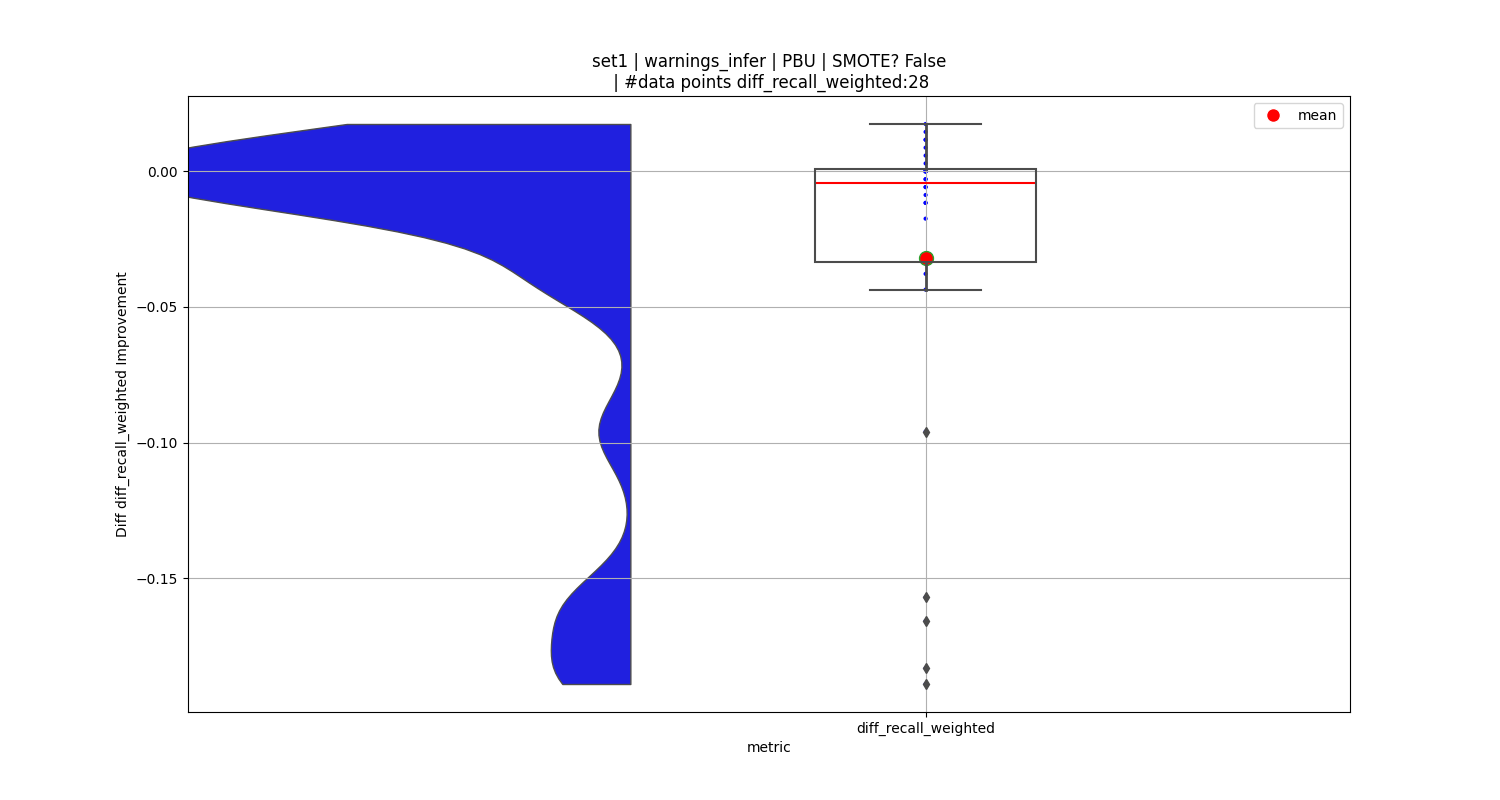 set1 | warnings_infer | PBU | SMOTE? False
| #data points diff_recall_weighted:28
mean
0.00
−0.05
−0.10
−0.15
Diff diff_recall_weighted Improvement
diff_recall_weighted
metric